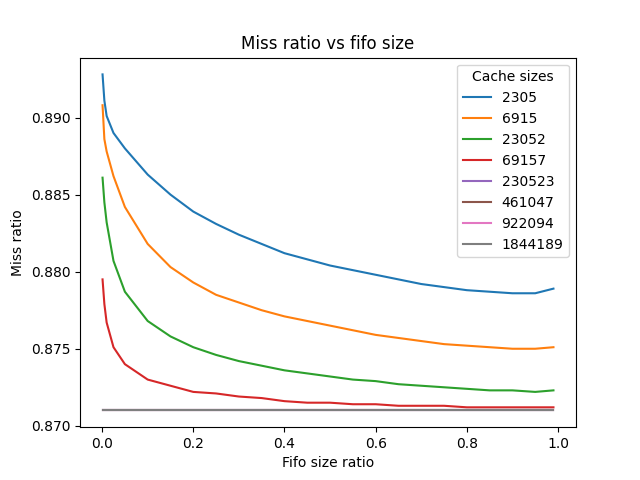 Miss ratio vs fifo size
Cache sizes
2305
6915
23052
69157
230523
461047
922094
1844189
Miss ratio
0.890
0.885
0.880
0.875
0.870
0.0 0.2 0.4 0.6 0.8 1.0
Fifo size ratio